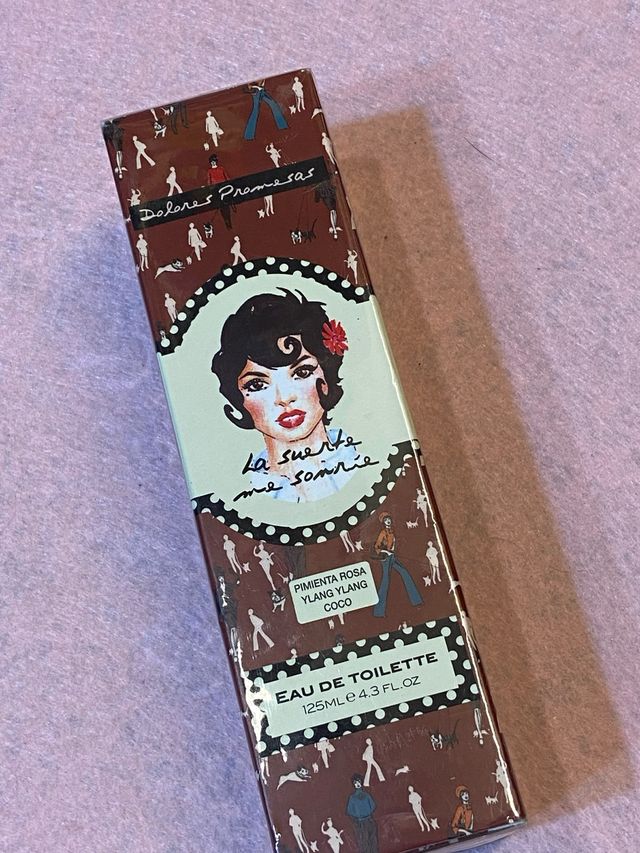 Dolores Promesas
La suerte
me sonríe
PIMIENTA ROSA
YLANG YLANG
COCO
EAU DE TOILETTE
125ML e 4.3 FL.OZ